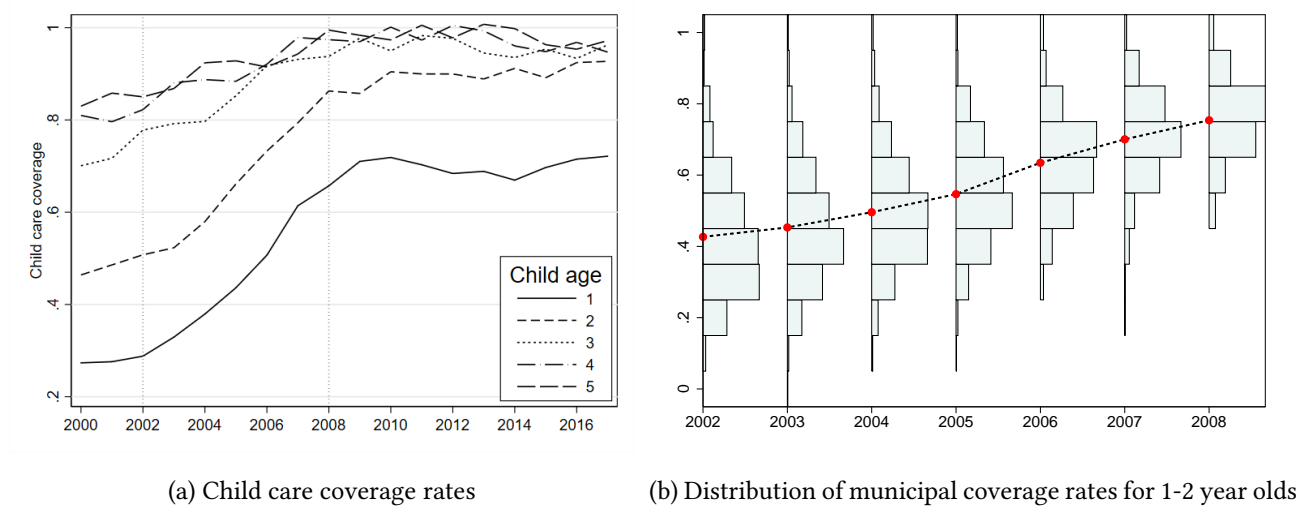 Child care coverage
1
.8
.6
.4
.2
2000 2002 2004 2006 2008 2010 2012 2014 2016
Child age
1
2
3
4
5
1
.8
.6
.4
.2
0
2002 2003 2004 2005 2006 2007 2008
(a) Child care coverage rates
(b) Distribution of municipal coverage rates for 1-2 year olds